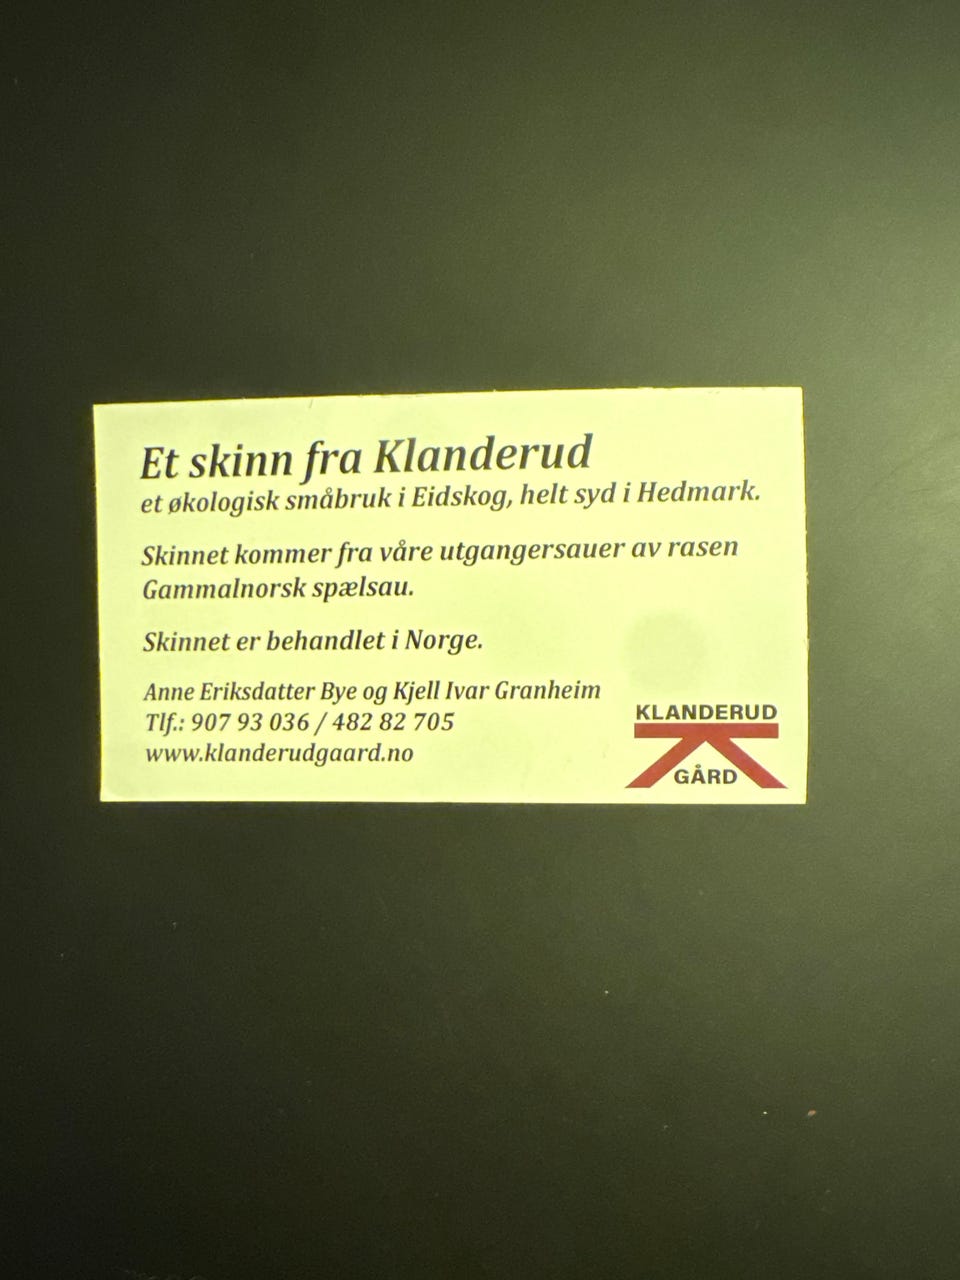 Et skinn fra Klanderud
et økologisk småbruk i Eidskog, helt syd i Hedmark.
Skinnet kommer fra våre utgangersauer av rasen
Gammalnorsk spælsau.
Skinnet er behandlet i Norge.
Anne Eriksdatter Bye og Kjell Ivar Granheim
Tlf.: 907 93 036 / 482 82 705
www.klanderudgaard.no
KLANDERUD
GÅRD